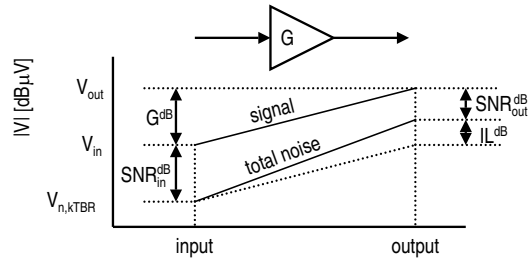 G
|V| [dBµV]
V_out
G^dB
signal
SNR_out^dB
V_in
IL^dB
total noise
SNR_in^dB
V_n,kTBR
input
output